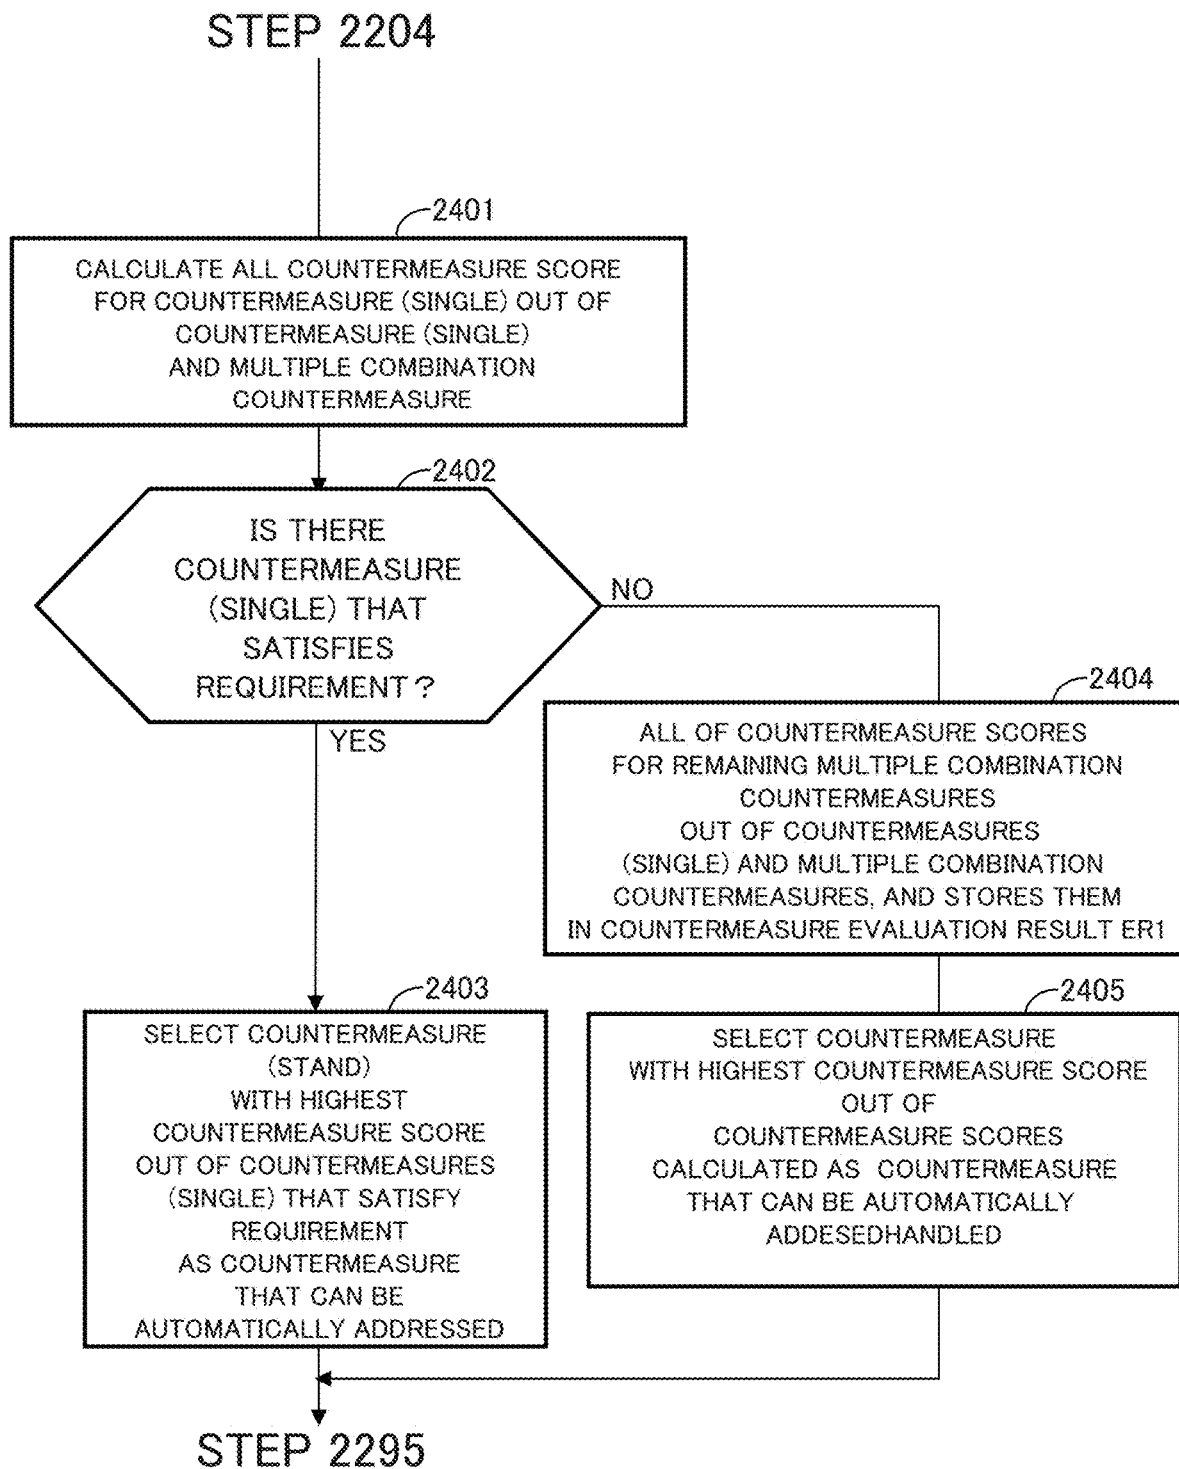 STEP 2204
2401
CALCULATE ALL COUNTERMEASURE SCORE
FOR COUNTERMEASURE (SINGLE) OUT OF
COUNTERMEASURE (SINGLE)
AND MULTIPLE COMBINATION
COUNTERMEASURE
2402
IS THERE
COUNTERMEASURE
(SINGLE) THAT
SATISFIES
REQUIREMENT?
NO
YES
2404
ALL OF COUNTERMEASURE SCORES
FOR REMAINING MULTIPLE COMBINATION
COUNTERMEASURES
OUT OF COUNTERMEASURES
(SINGLE) AND MULTIPLE COMBINATION
COUNTERMEASURES, AND STORES THEM
IN COUNTERMEASURE EVALUATION RESULT ER1
2403
SELECT COUNTERMEASURE
(STAND)
WITH HIGHEST
COUNTERMEASURE SCORE
OUT OF COUNTERMEASURES
(SINGLE) THAT SATISFY
REQUIREMENT
AS COUNTERMEASURE
THAT CAN BE
AUTOMATICALLY ADDRESSED
2405
SELECT COUNTERMEASURE
WITH HIGHEST COUNTERMEASURE SCORE
OUT OF
COUNTERMEASURE SCORES
CALCULATED AS COUNTERMEASURE
THAT CAN BE AUTOMATICALLY
ADDESEDHANDLED
STEP 2295